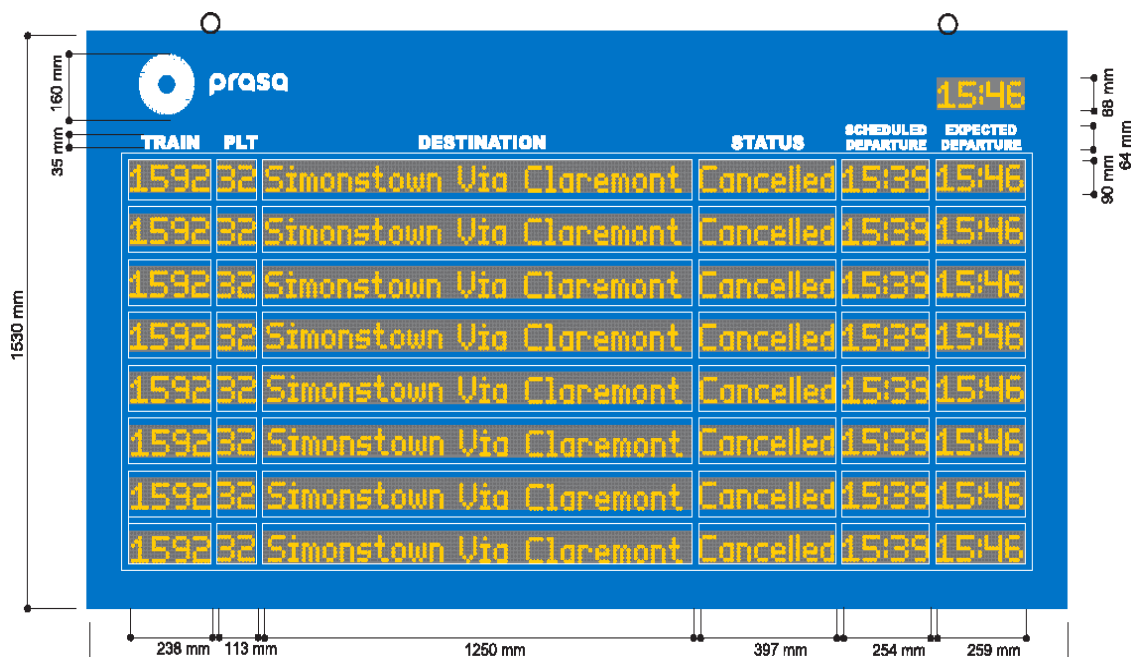 prasa
15:46
160 mm
88 mm
35 mm
64 mm
90 mm
1530 mm
TRAIN PLT DESTINATION STATUS SCHEDULED DEPARTURE EXPECTED DEPARTURE
1592 32 Simonstown Via Claremont Cancelled 15:39 15:46
1592 32 Simonstown Via Claremont Cancelled 15:39 15:46
1592 32 Simonstown Via Claremont Cancelled 15:39 15:46
1592 32 Simonstown Via Claremont Cancelled 15:39 15:46
1592 32 Simonstown Via Claremont Cancelled 15:39 15:46
1592 32 Simonstown Via Claremont Cancelled 15:39 15:46
1592 32 Simonstown Via Claremont Cancelled 15:39 15:46
1592 32 Simonstown Via Claremont Cancelled 15:39 15:46
238 mm 113 mm 1250 mm 397 mm 254 mm 259 mm